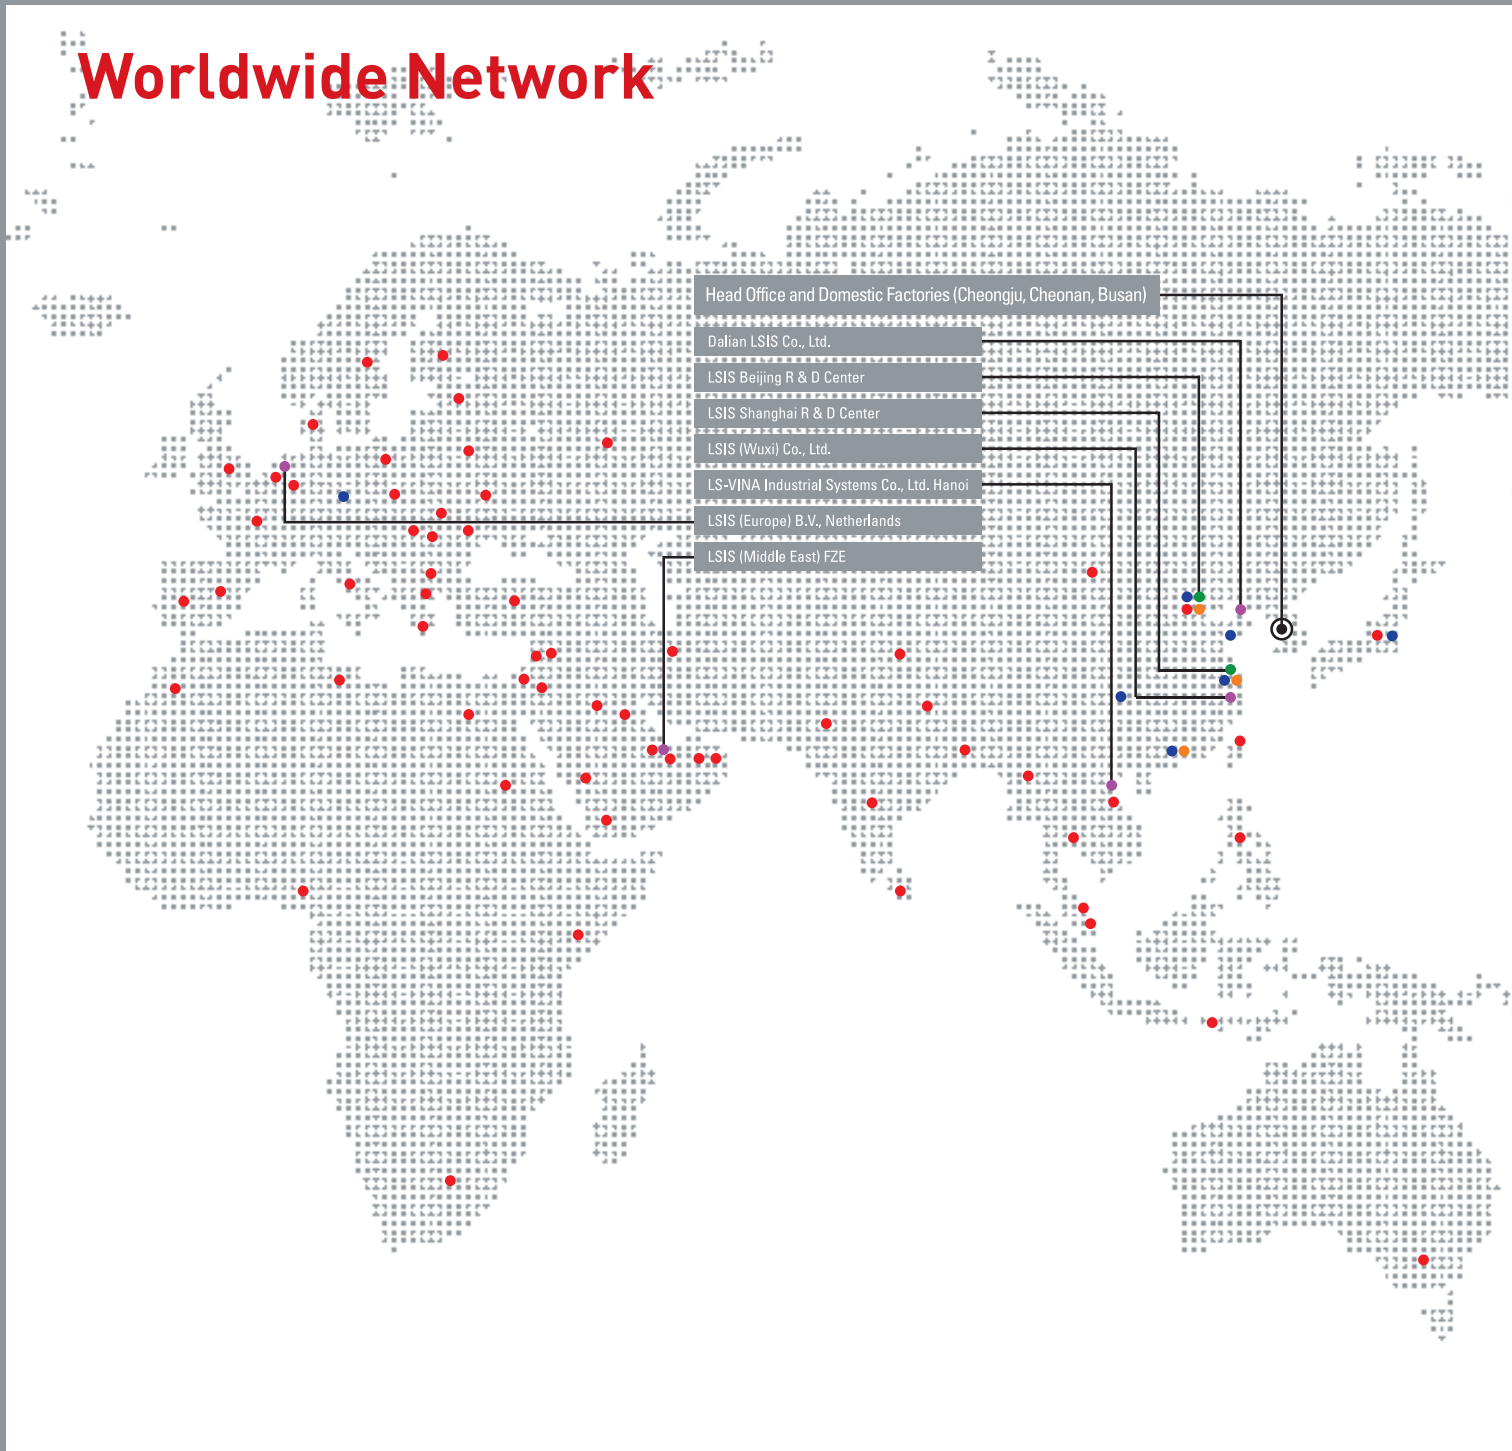 Worldwide Network
Head Office and Domestic Factories (Cheongju, Cheonan, Busan)
Dalian LSIS Co., Ltd.
LSIS Beijing R & D Center
LSIS Shanghai R & D Center
LSIS (Wuxi) Co., Ltd.
LS-VINA Industrial Systems Co., Ltd. Hanoi
LSIS (Europe) B.V., Netherlands
LSIS (Middle East) FZE